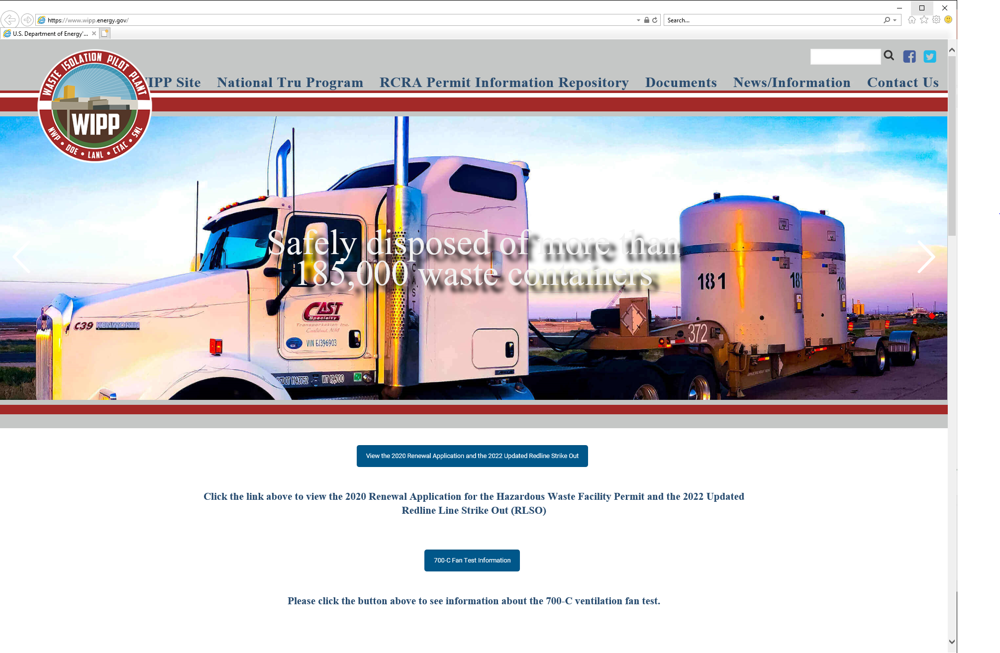 https://www.wipp.energy.gov/
Search...
U.S. Department of Energy'...
WASTE ISOLATION PILOT PLANT
WIPP
NWP • DOE • LANL • CTAC • SNL
IPP Site National Tru Program RCRA Permit Information Repository Documents News/Information Contact Us
Safely disposed of more than
185,000 waste containers
CAST
Specialty
Transportation Inc.
Carlsbad, NM
VIN EJ396903
C39 KENWORTH
USDOT 1143752 WT 19,700
CAST
181
181
181
372
View the 2020 Renewal Application and the 2022 Updated Redline Strike Out
Click the link above to view the 2020 Renewal Application for the Hazardous Waste Facility Permit and the 2022 Updated
Redline Line Strike Out (RLSO)
700-C Fan Test Information
Please click the button above to see information about the 700-C ventilation fan test.